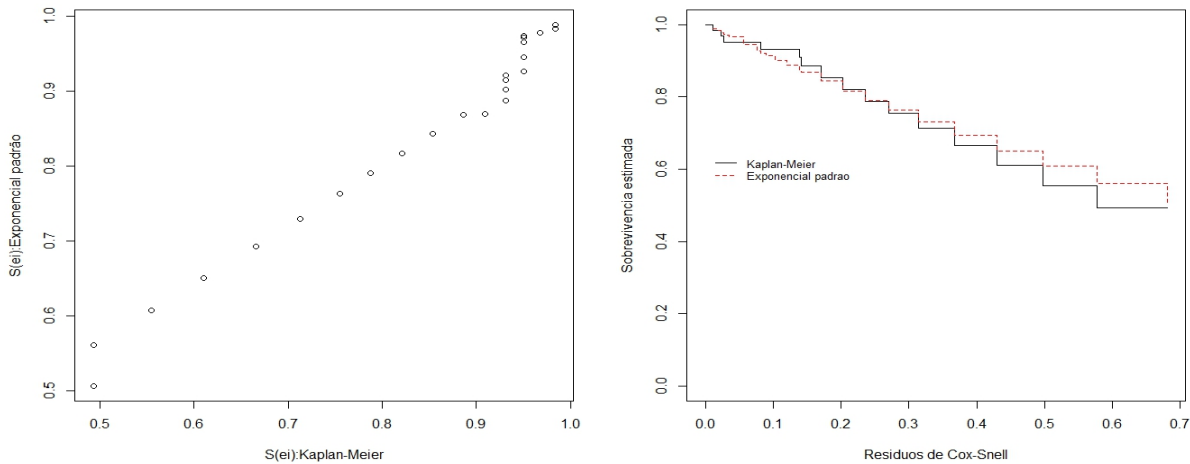 S(ei):Exponencial padrão
1.0
0.9
0.8
0.7
0.6
0.5
0.5 0.6 0.7 0.8 0.9 1.0
S(ei):Kaplan-Meier
Sobrevivencia estimada
1.0
0.8
0.6
0.4
0.2
0.0
Kaplan-Meier
Exponencial padrao
0.0 0.1 0.2 0.3 0.4 0.5 0.6 0.7
Residuos de Cox-Snell